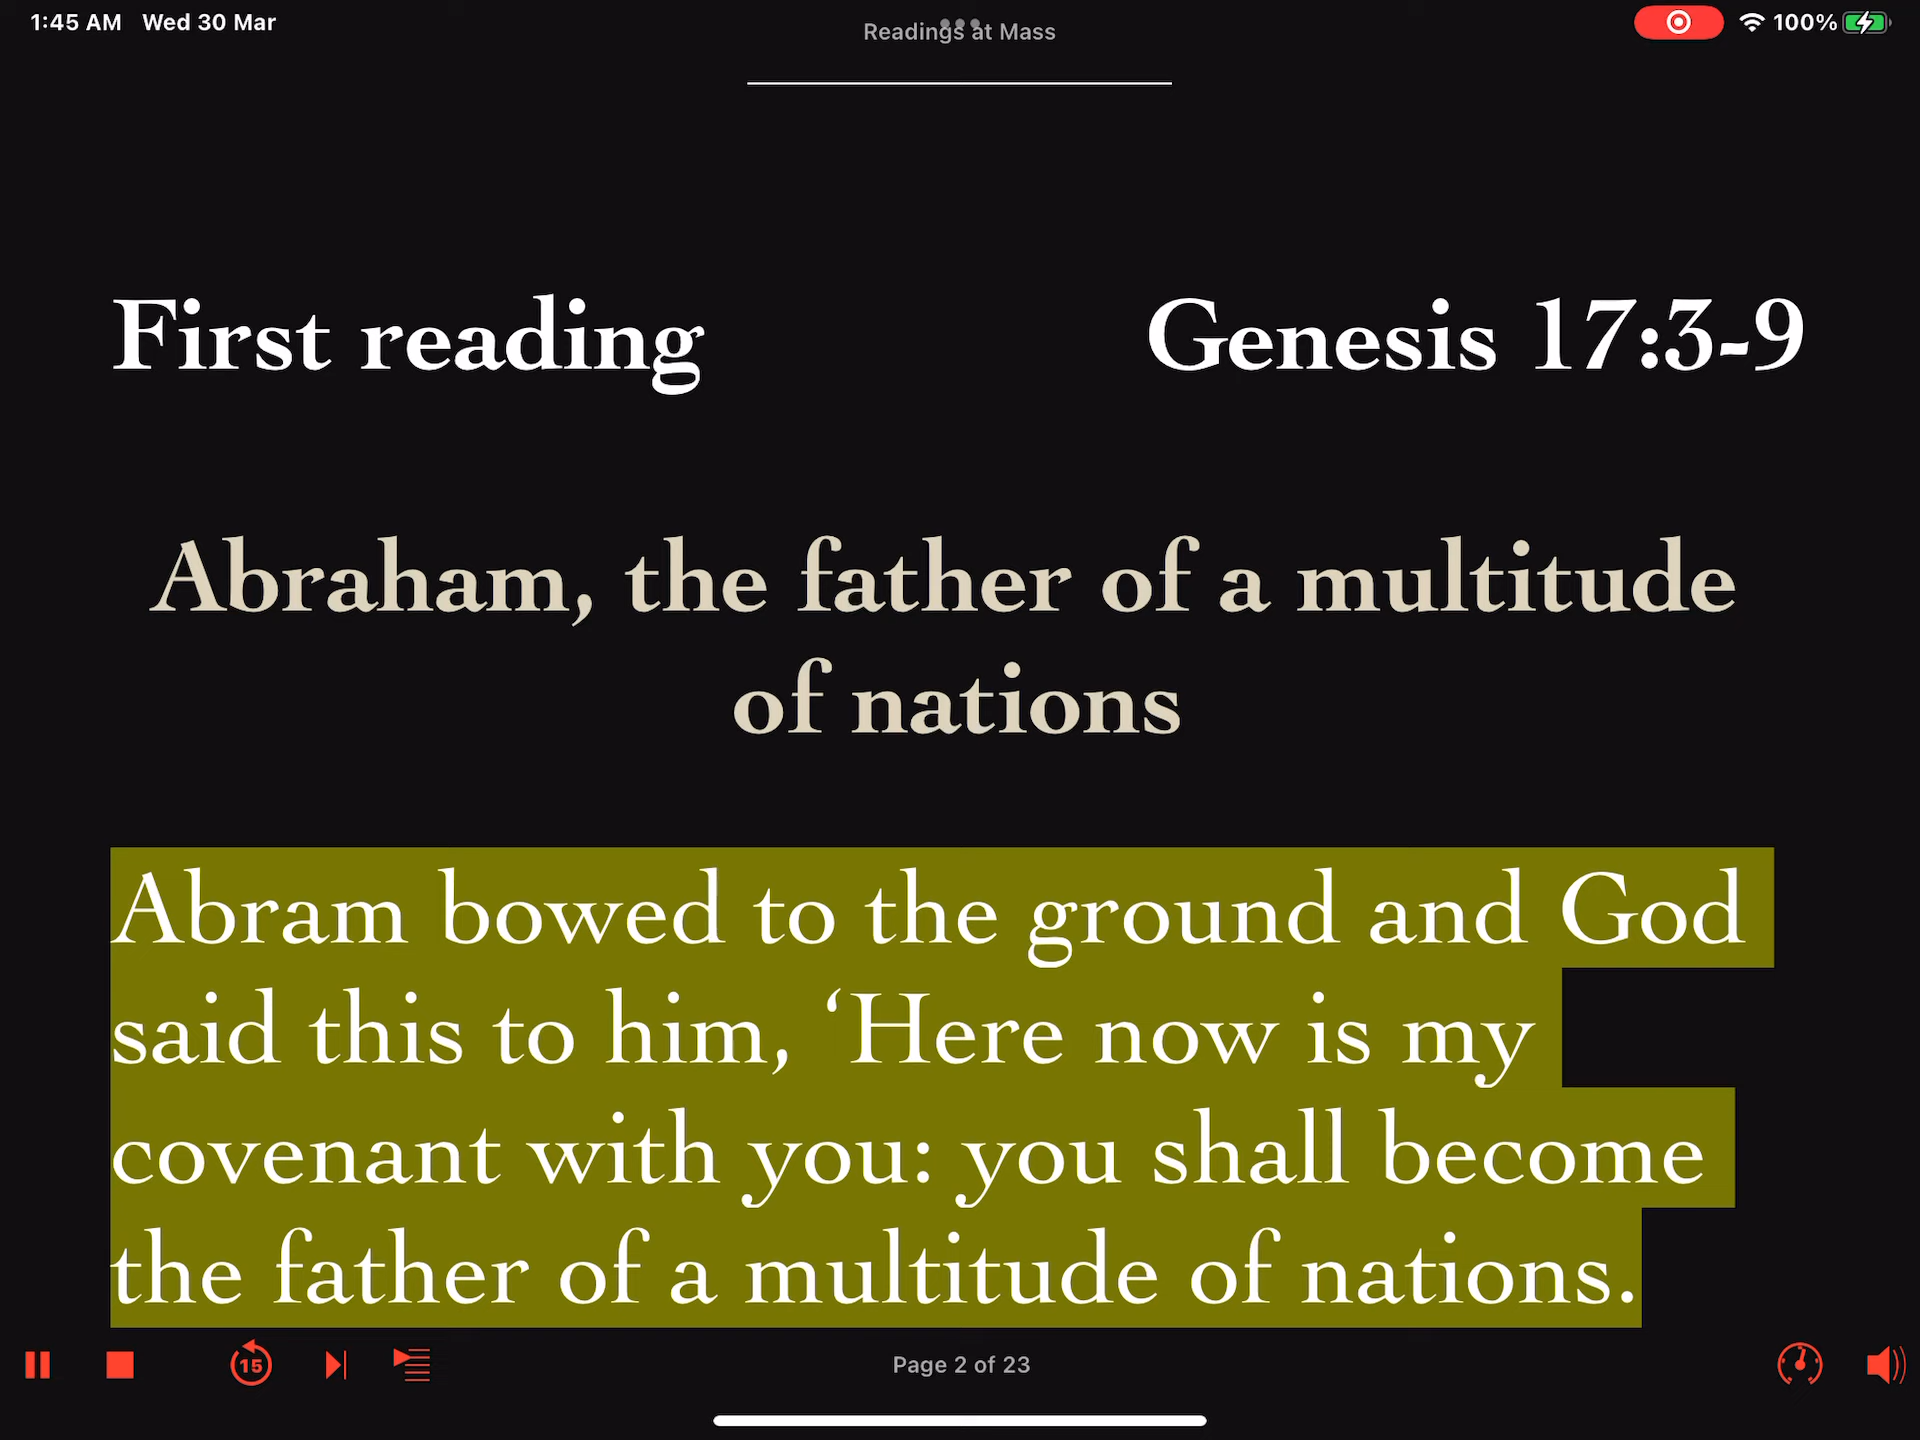 1:45 AM Wed 30 Mar
Readings at Mass
100%
First reading Genesis 17:3-9
Abraham, the father of a multitude
of nations
Abram bowed to the ground and God
said this to him, ‘Here now is my
covenant with you: you shall become
the father of a multitude of nations.
15
Page 2 of 23